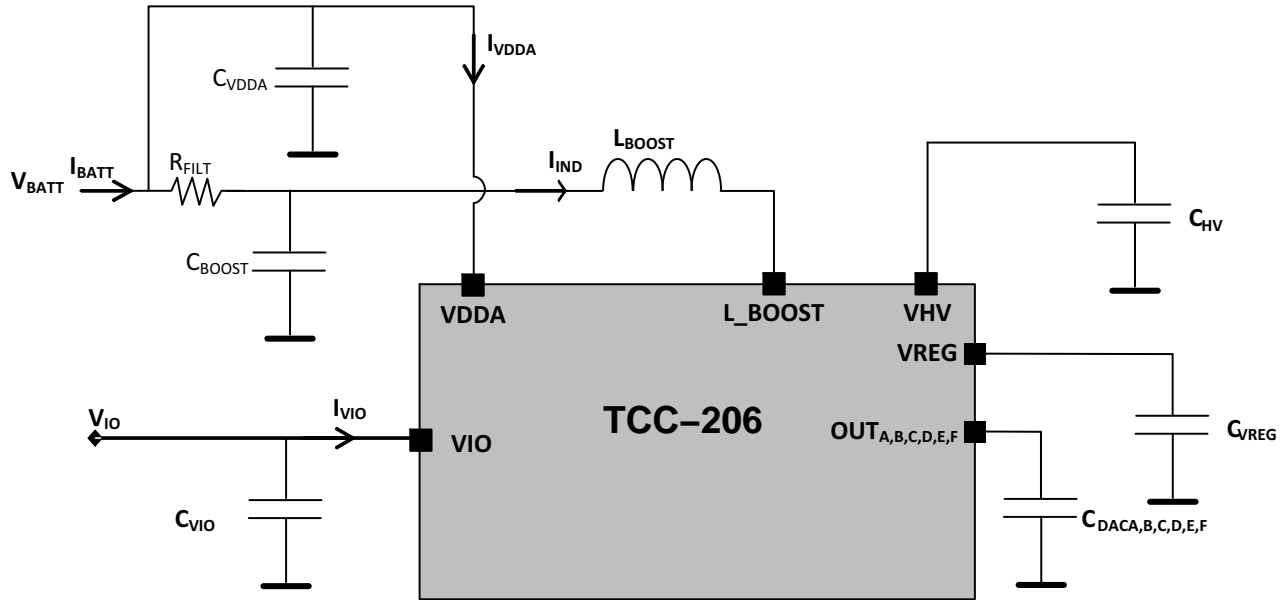 I_VDDA
C_VDDA
L_BOOST
I_BATT
R_FILT
I_IND
V_BATT
C_HV
C_BOOST
VDDA
L_BOOST
VHV
VREG
V_IO
I_VIO
TCC–206
OUT_A,B,C,D,E,F
C_VREG
VIO
C_VIO
C_DACA,B,C,D,E,F